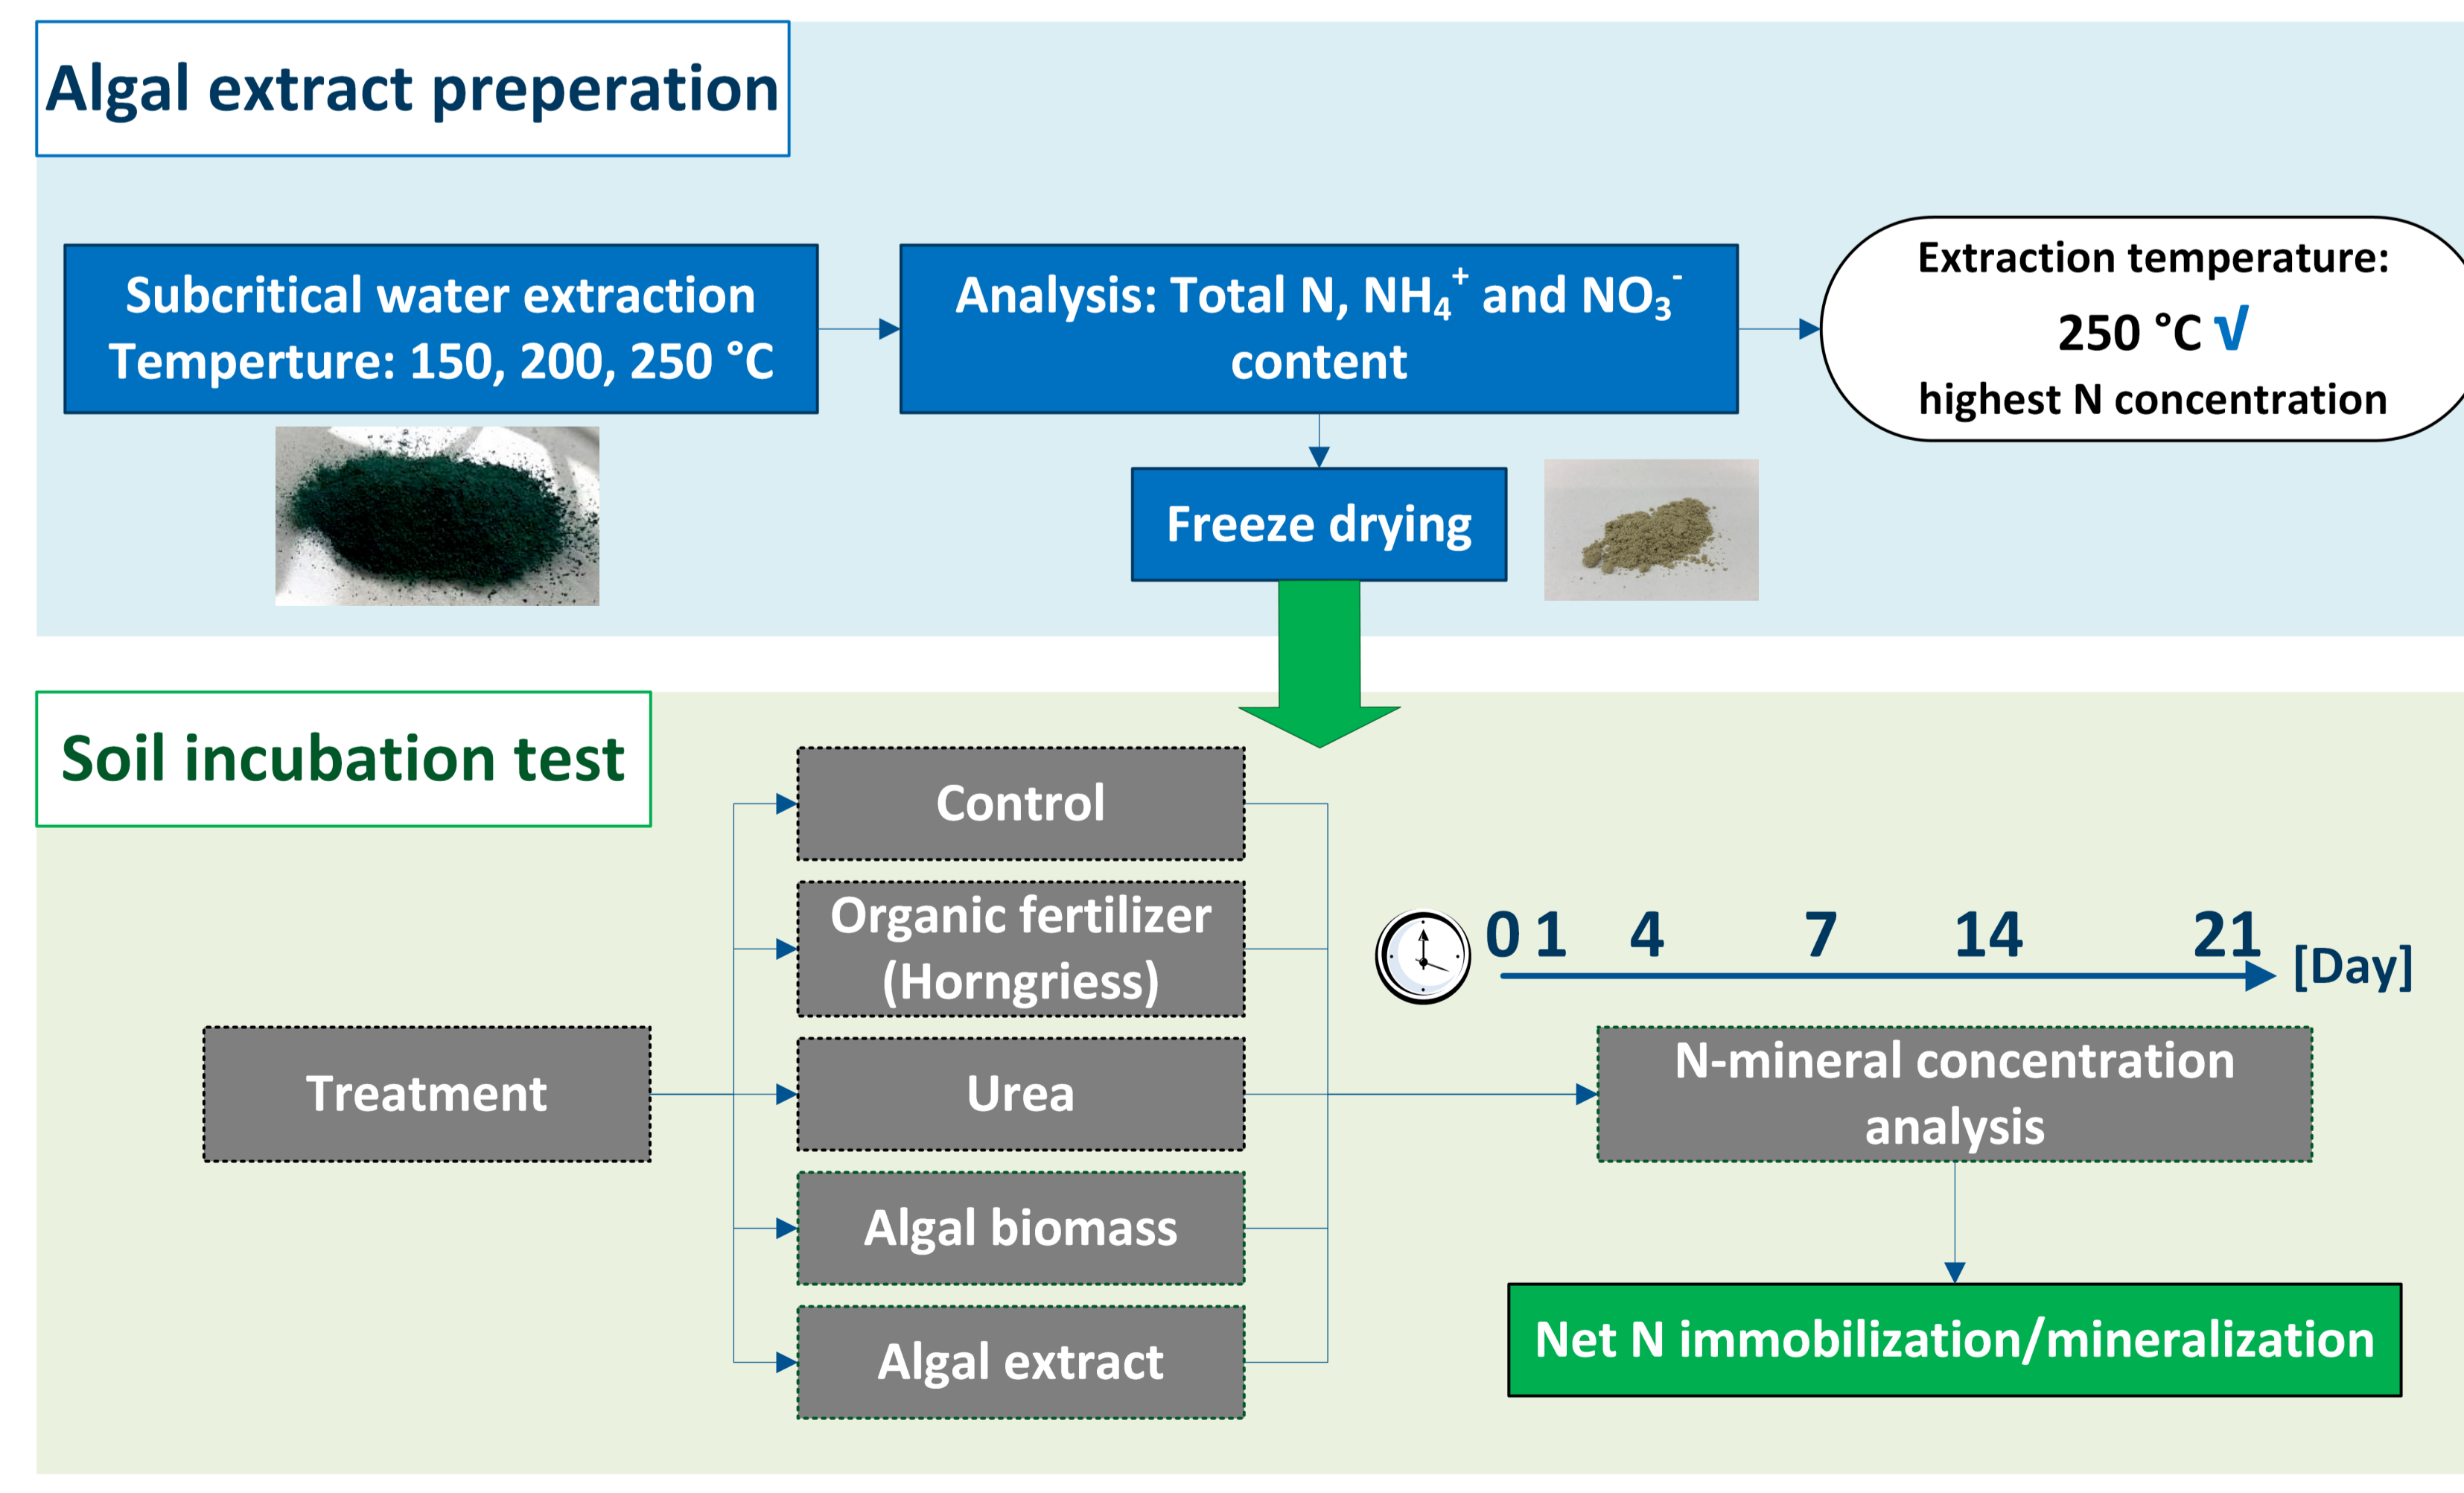 Algal extract preperation
Subcritical water extraction
Temperture: 150, 200, 250 °C
Analysis: Total N, NH₄⁺ and NO₃⁻
content
Extraction temperature:
250 °C √
highest N concentration
Freeze drying
Soil incubation test
Control
Organic fertilizer
(Horngriess)
Urea
Algal biomass
Algal extract
Treatment
0 1 4 7 14 21 [Day]
N-mineral concentration
analysis
Net N immobilization/mineralization